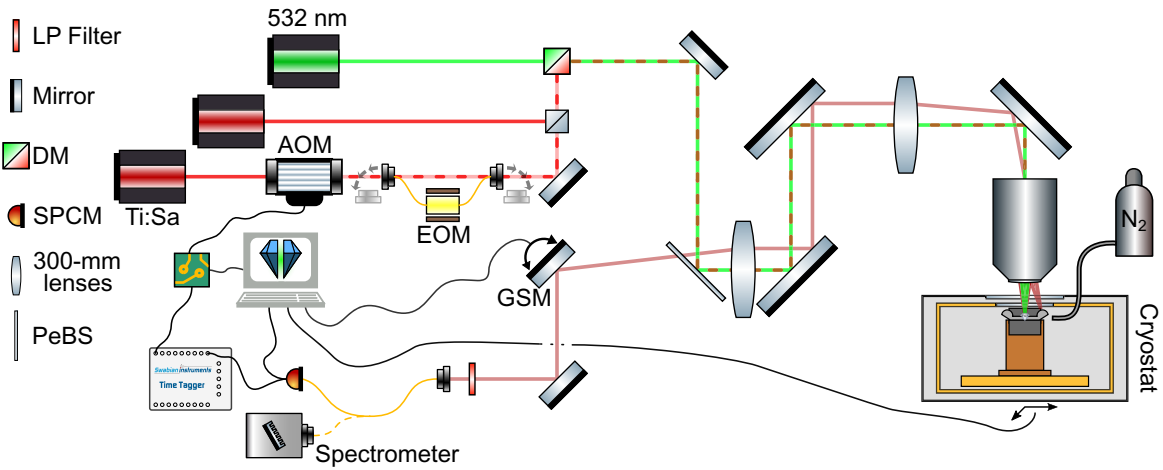 532 nm
LP Filter
Mirror
DM
AOM
Ti:Sa
SPCM
EOM
N2
300-mm
lenses
GSM
PeBS
Cryostat
Swabian Instruments
Time Tagger
Spectrometer